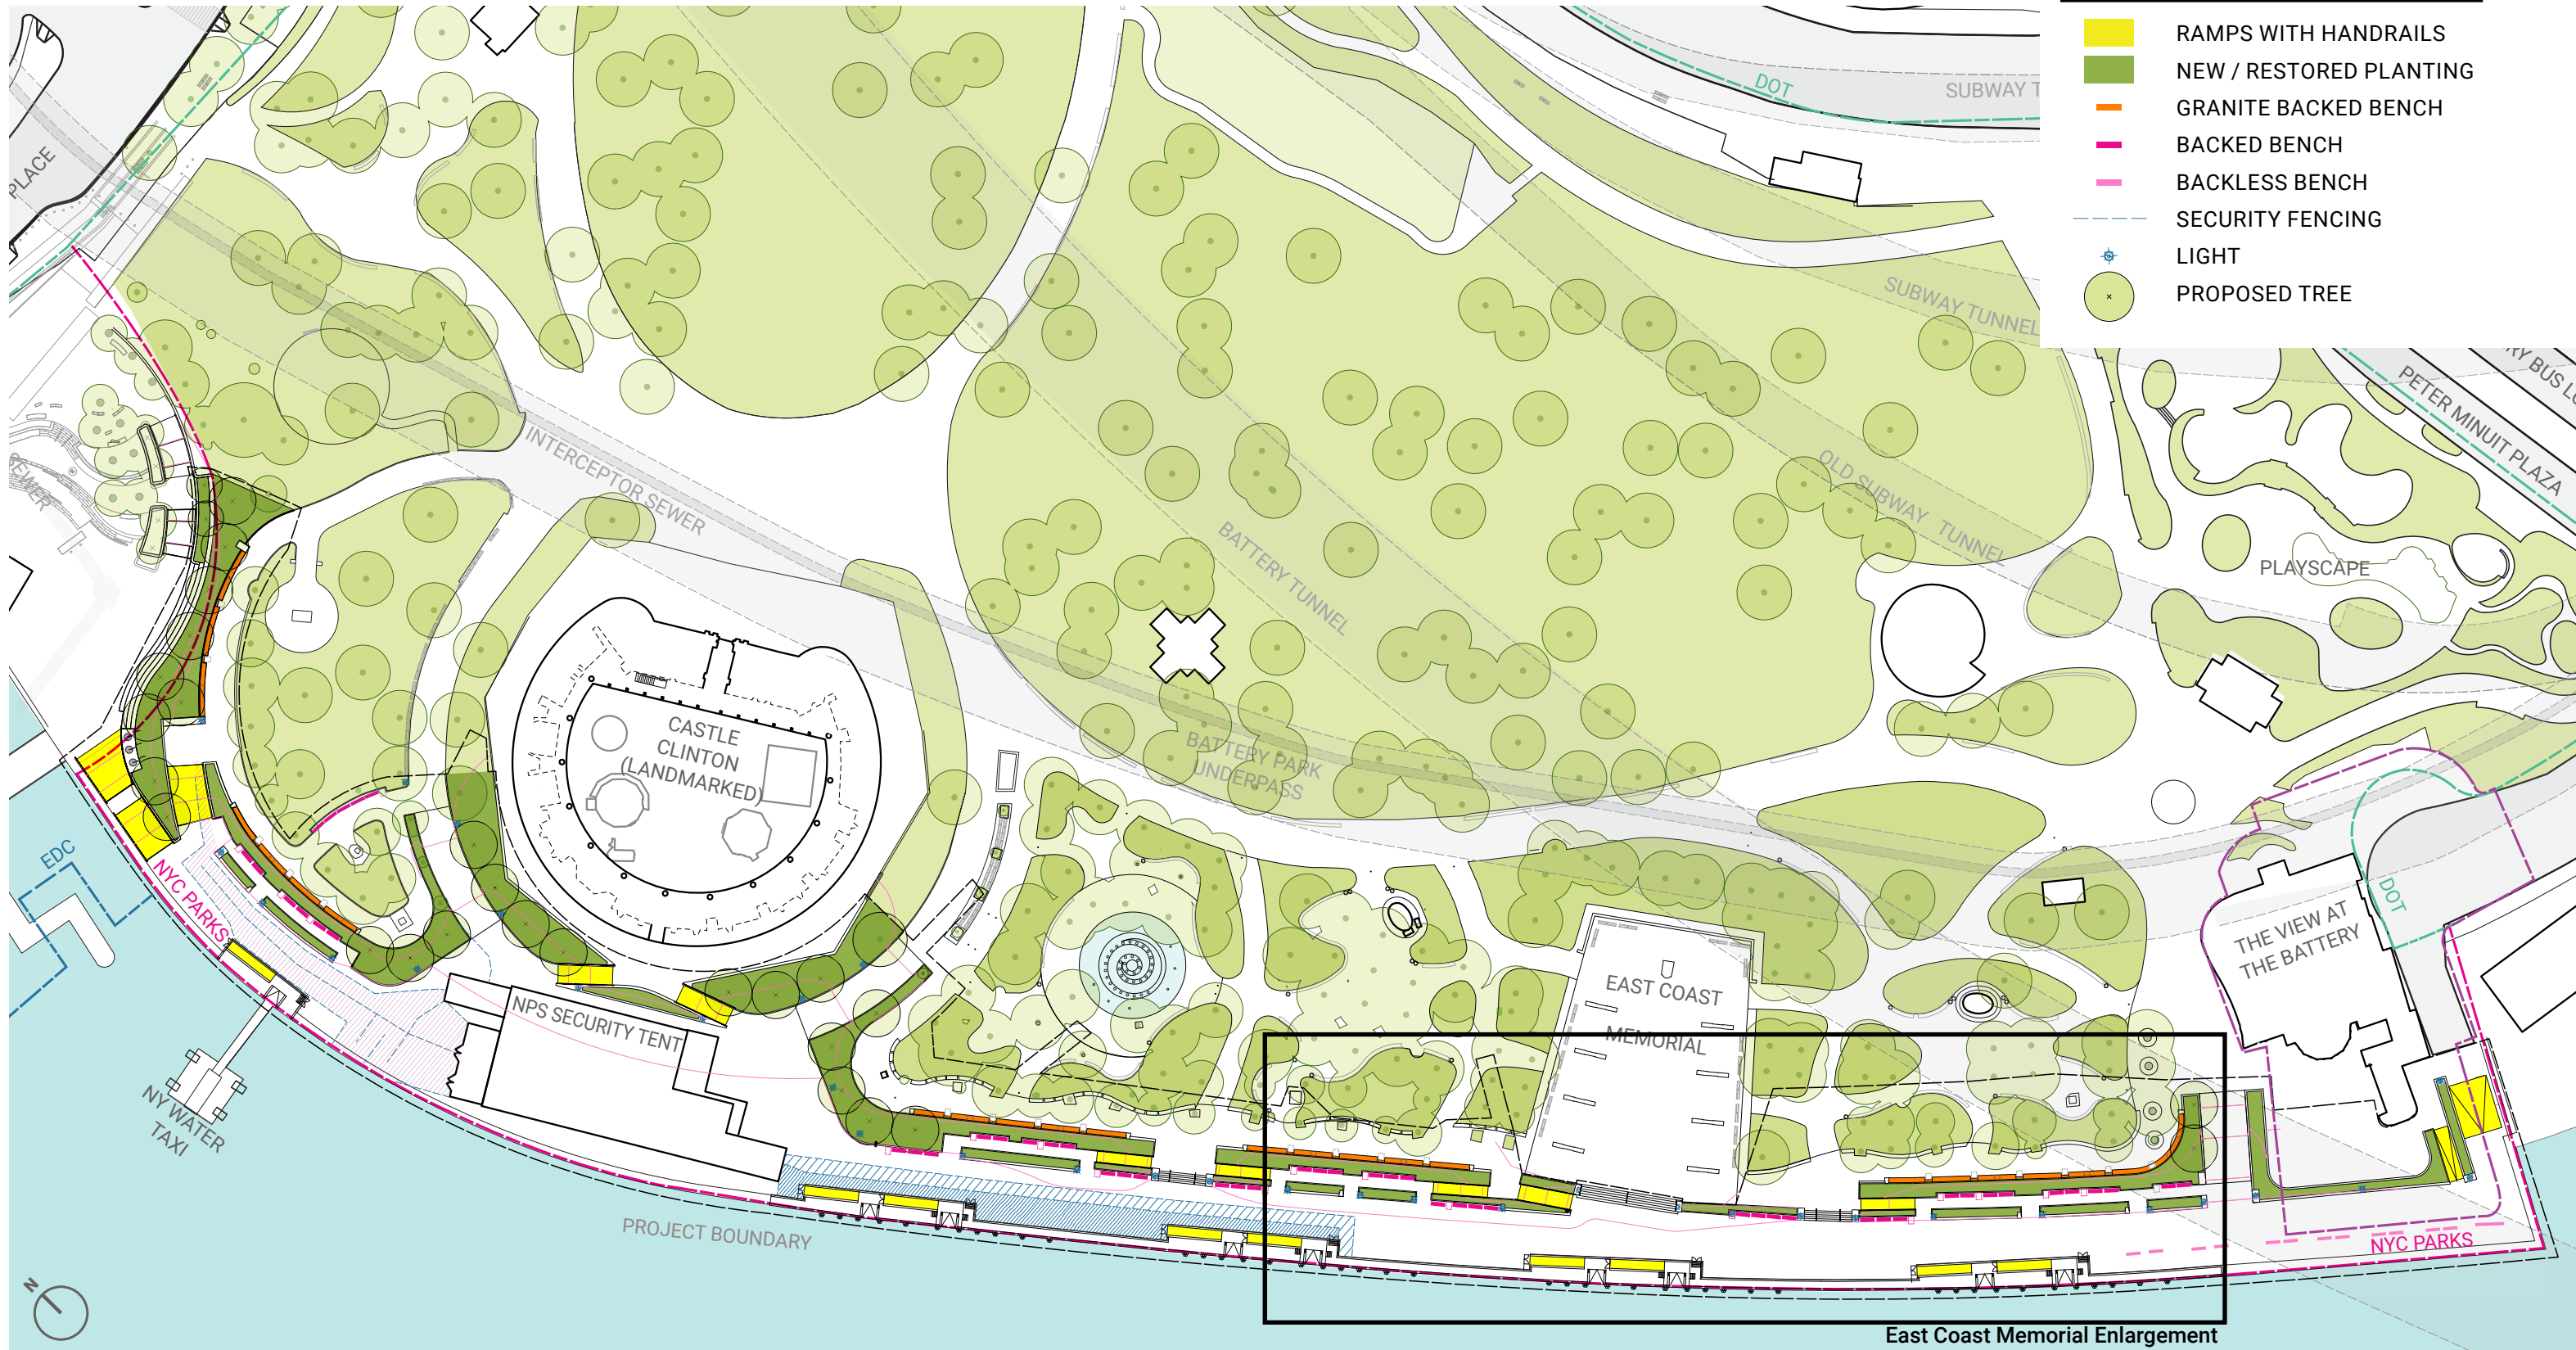 RAMPS WITH HANDRAILS
NEW / RESTORED PLANTING
GRANITE BACKED BENCH
BACKED BENCH
BACKLESS BENCH
SECURITY FENCING
LIGHT
PROPOSED TREE
PLACE
DOT
SUBWAY T
SUBWAY TUNNEL
RY BUS LO
PETER MINUIT PLAZA
SEWER
INTERCEPTOR SEWER
BATTERY TUNNEL
OLD SUBWAY TUNNEL
PLAYSCAPE
CASTLE
CLINTON
(LANDMARKED)
BATTERY PARK
UNDERPASS
EDC
NYC PARKS
NPS SECURITY TENT
EAST COAST
MEMORIAL
THE VIEW AT
THE BATTERY
DOT
NY WATER
TAXI
PROJECT BOUNDARY
NYC PARKS
N
East Coast Memorial Enlargement